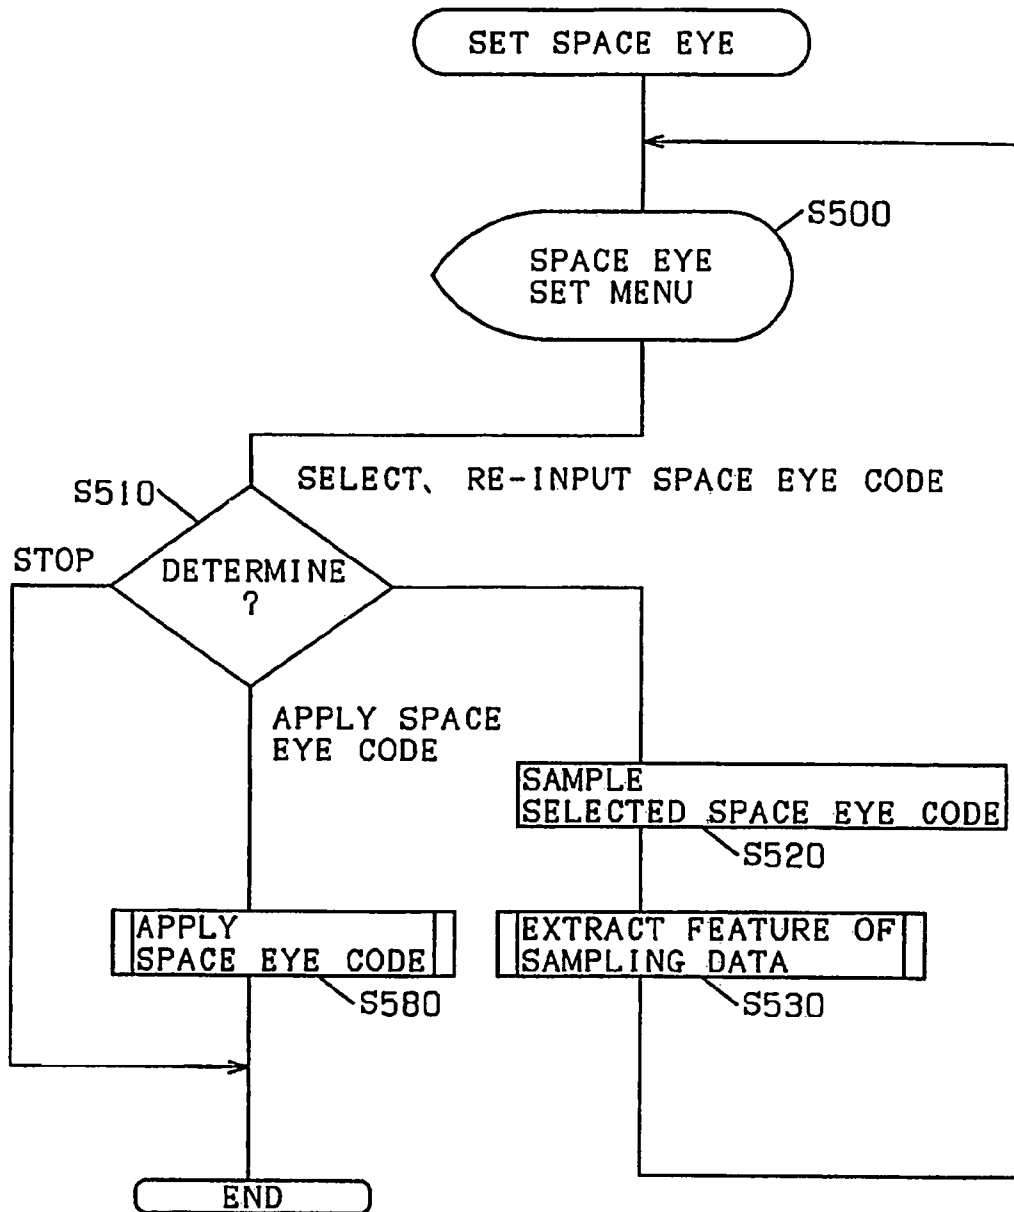 SET SPACE EYE
S500
SPACE EYE
SET MENU
SELECT、 RE-INPUT SPACE EYE CODE
S510
STOP
DETERMINE
?
APPLY SPACE
EYE CODE
SAMPLE
SELECTED SPACE EYE CODE
S520
APPLY
SPACE EYE CODE
S580
EXTRACT FEATURE OF
SAMPLING DATA
S530
END